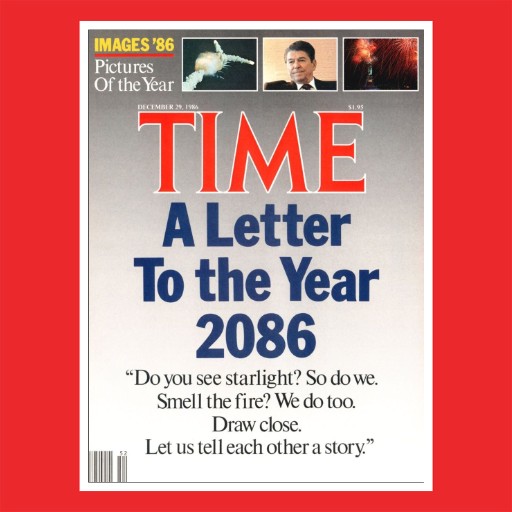 IMAGES '86
Pictures
Of the Year
DECEMBER 29, 1986
$1.95
TIME
A Letter
To the Year
2086
“Do you see starlight? So do we.
Smell the fire? We do too.
Draw close.
Let us tell each other a story.”
52